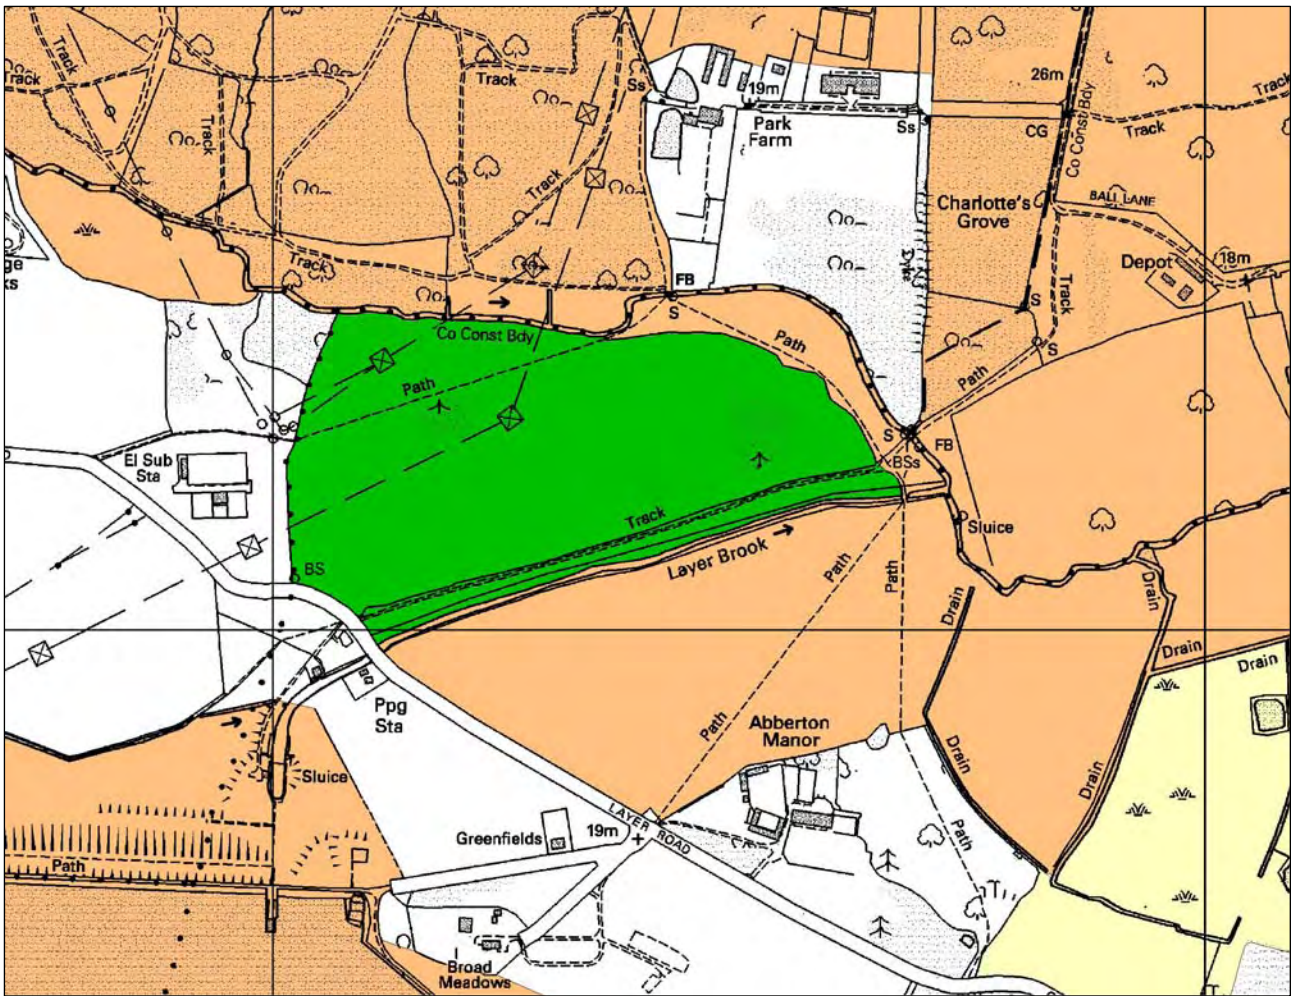 Track
Track
Track
Track
Track
Track
Ss
19m
Park
Farm
Ss
26m
CG
Co Const Bdy
Track
Track
Charlotte's
Grove
BALL LANE
Depot
18m
Track
Dyke
FB
S
S
S
Co Const Bdy
Path
Path
Path
S
FB
BSs
El Sub
Sta
BS
Track
Layer Brook
Sluice
Path
Path
Drain
Drain
Drain
Drain
Ppg
Sta
Path
Abberton
Manor
Drain
Drain
Sluice
LAYER ROAD
19m
Greenfields
Path
Path
Broad
Meadows